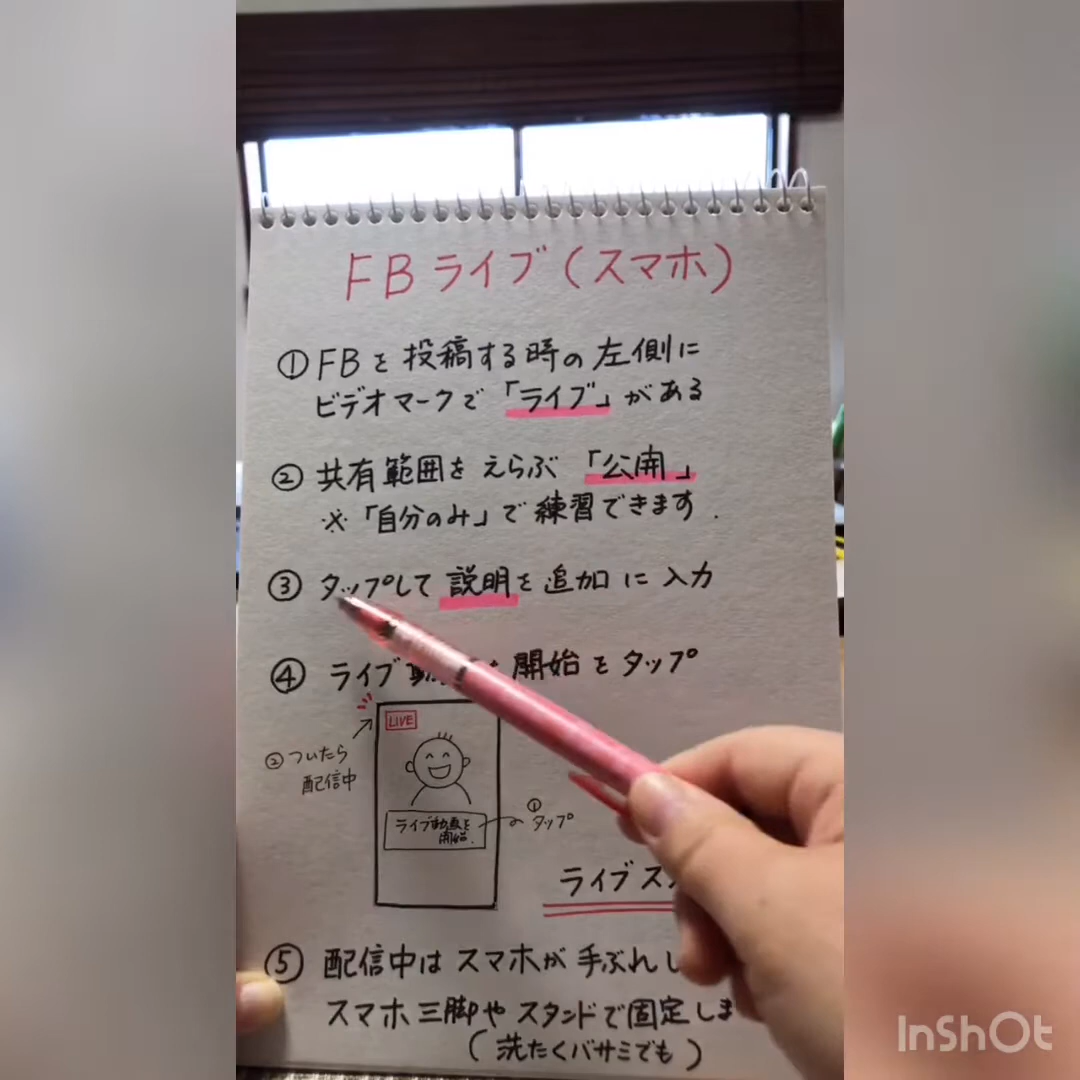 FBライブ(スマホ)
①FBを投稿する時の左側に
ビデオマークで「ライブ」がある
②共有範囲をえらぶ「公開」
※「自分のみ」で練習できます.
③タップして説明を追加に入力
④ライブ 開始をタップ
LIVE
②ついたら
配信中
ライブ動画を
開始.
①
タップ
ライブス
⑤配信中はスマホが手ぶれし
スマホ三脚やスタンドで固定しま
(洗たくバサミでも)
InShOt